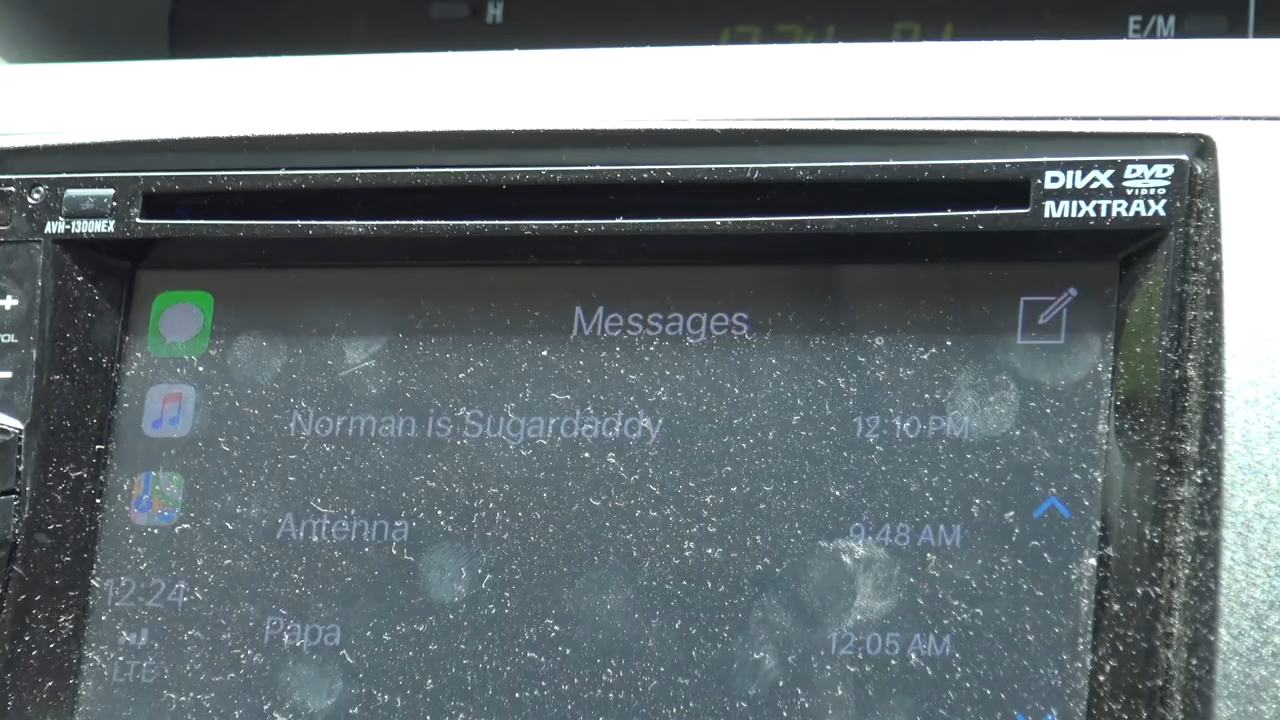 H
E/M
DIVX DVD
VIDEO
MIXTRAX
AVH-1300NEX
+
VOL
−
Messages
Norman is Sugardaddy 12:10 PM
Antenna 9:48 AM
Papa 12:05 AM
12:24
LTE